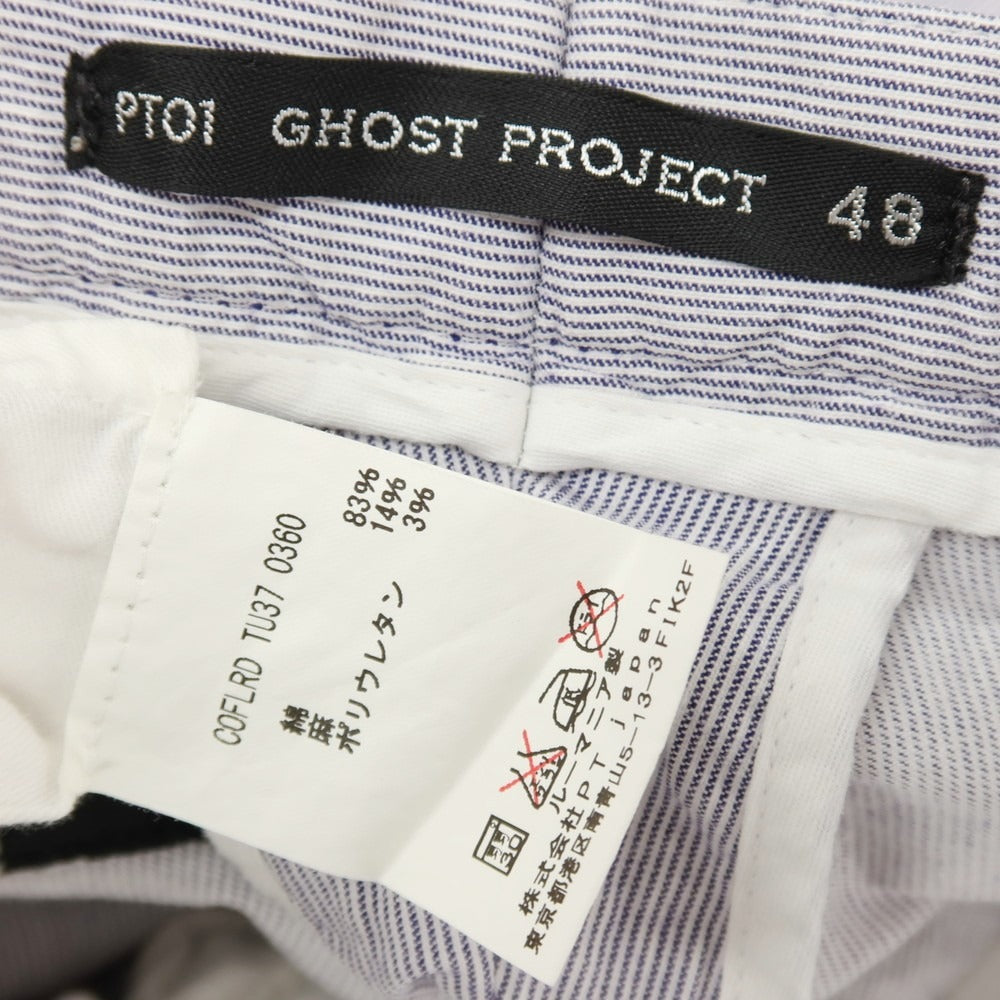 PT01 GHOST PROJECT 48
COFLRD TU37 0360
綿 83%
麻 14%
ポリウレタン 3%
ルーマニア製
株式会社PT japan
東京都港区南青山5-13-3FIK2F